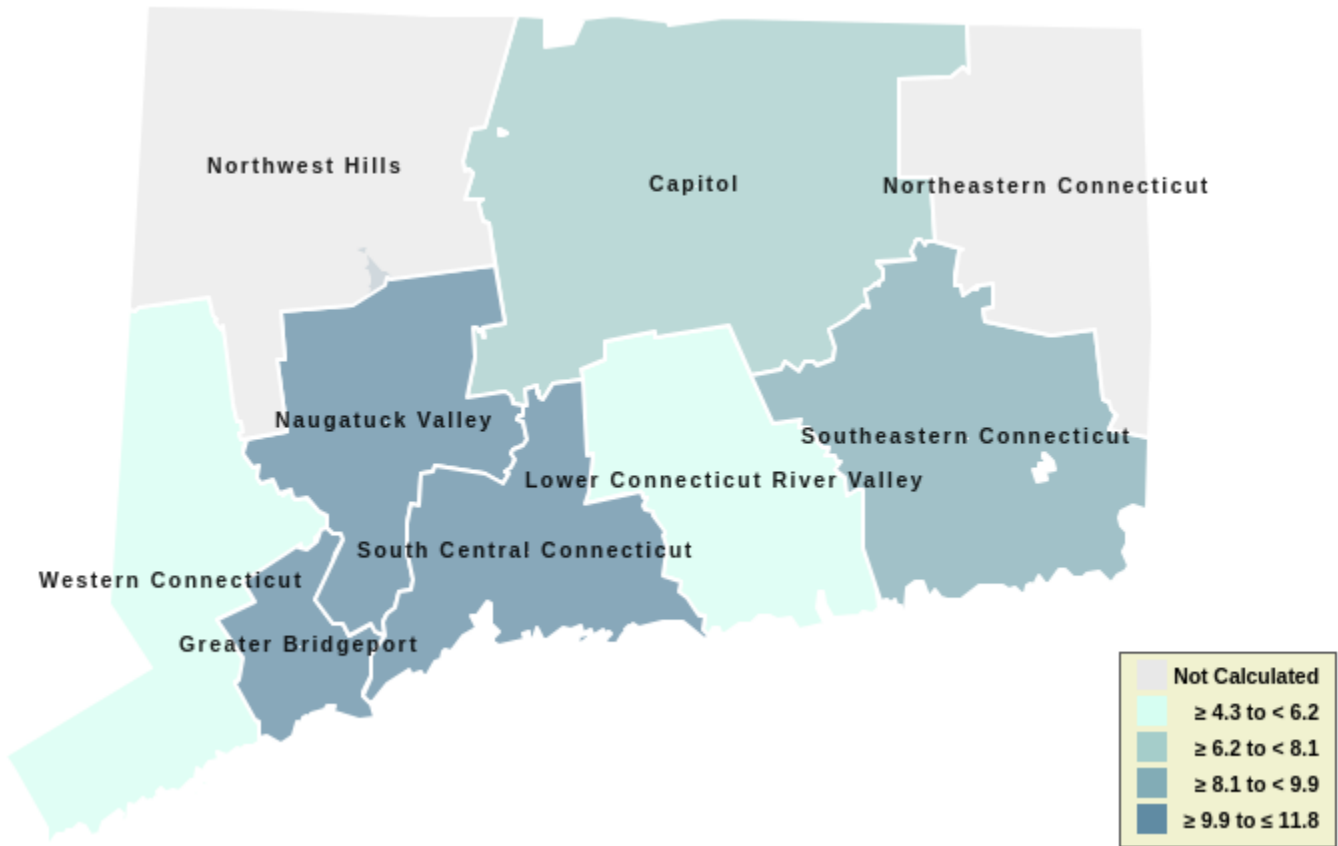 Northwest Hills
Capitol
Northeastern Connecticut
Naugatuck Valley
Southeastern Connecticut
Lower Connecticut River Valley
South Central Connecticut
Western Connecticut
Greater Bridgeport
Not Calculated
≥ 4.3 to < 6.2
≥ 6.2 to < 8.1
≥ 8.1 to < 9.9
≥ 9.9 to ≤ 11.8